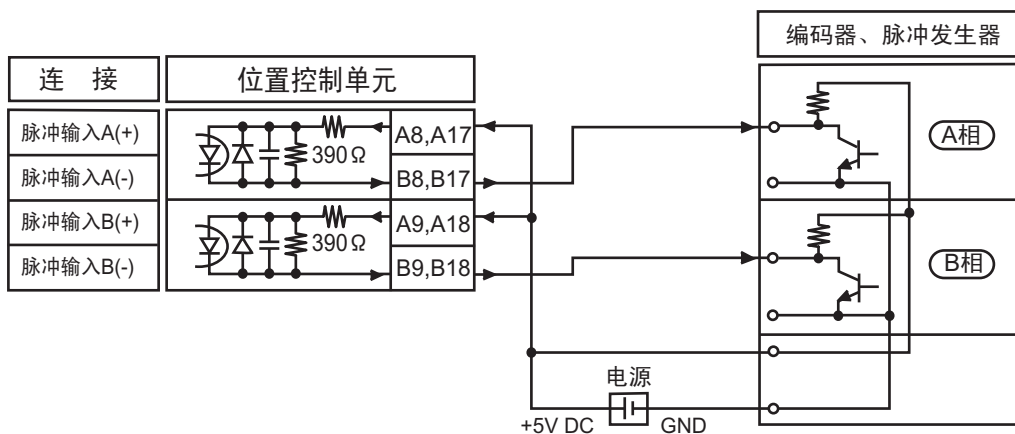 编码器、脉冲发生器
连 接
位置控制单元
脉冲输入A(+)
脉冲输入A(-)
脉冲输入B(+)
脉冲输入B(-)
390Ω
A8,A17
B8,B17
390Ω
A9,A18
B9,B18
A相
B相
电源
+5V DC
GND